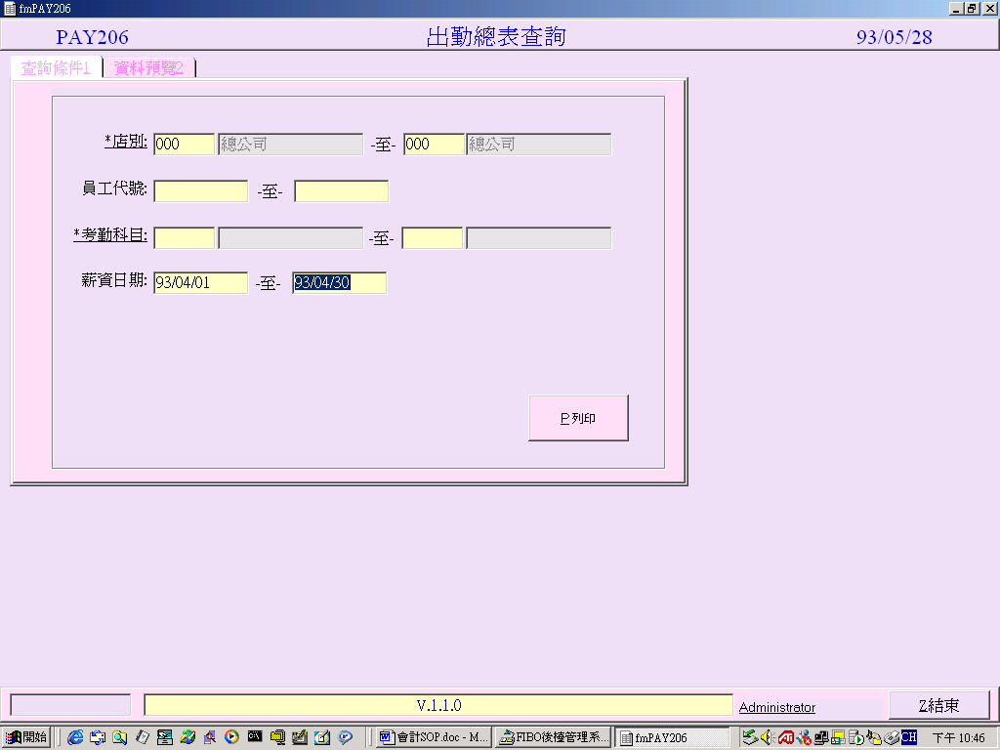 fmPAY206
PAY206 出勤總表查詢 93/05/28
查詢條件1 資料預覽2
*店別: 000 總公司 -至- 000 總公司
員工代號: -至-
*考勤科目: -至-
薪資日期: 93/04/01 -至- 93/04/30
P列印
V.1.1.0 Administrator Z結束
開始 會計SOP.doc - M... FIBO後檯管理系... fmPAY206 CH 下午 10:46